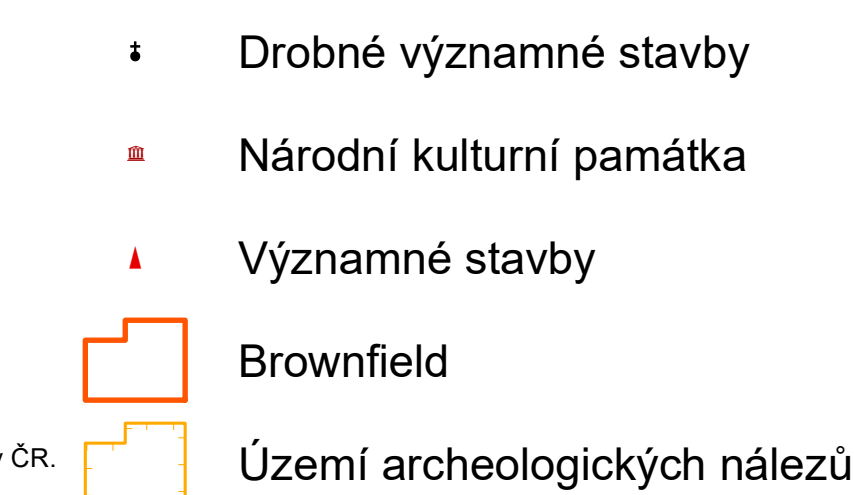 Drobné významné stavby
Národní kulturní památka
Významné stavby
Brownfield
ČR.
Území archeologických nálezů